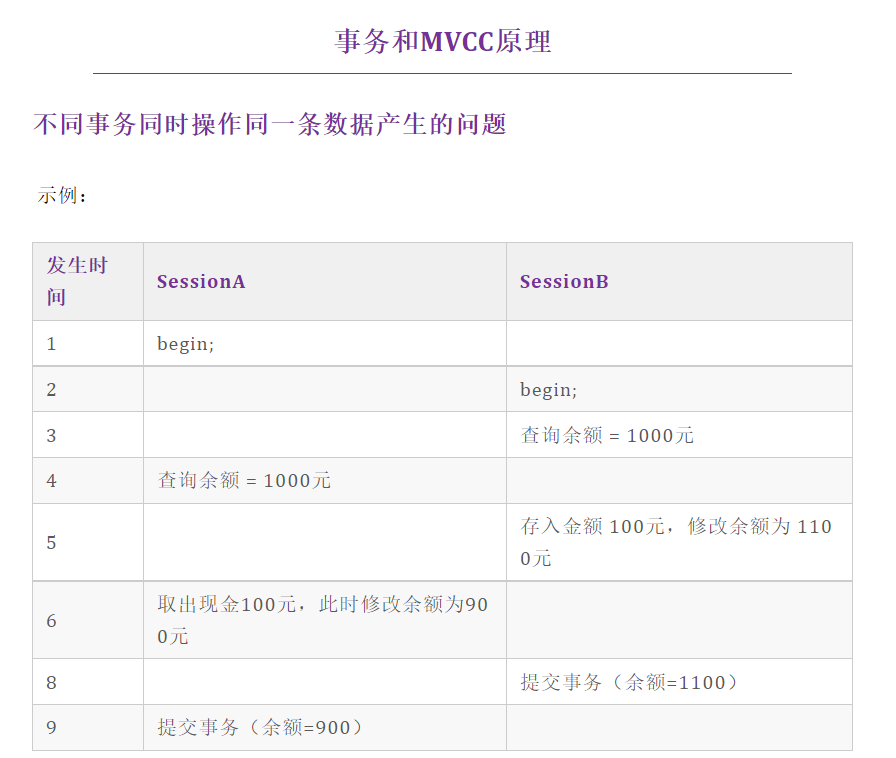 事务和MVCC原理
不同事务同时操作同一条数据产生的问题
示例：
发生时
间
SessionA
SessionB
1
begin;
2
begin;
3
查询余额 = 1000元
4
查询余额 = 1000元
5
存入金额 100元，修改余额为 110
0元
6
取出现金100元，此时修改余额为90
0元
8
提交事务（余额=1100）
9
提交事务（余额=900）